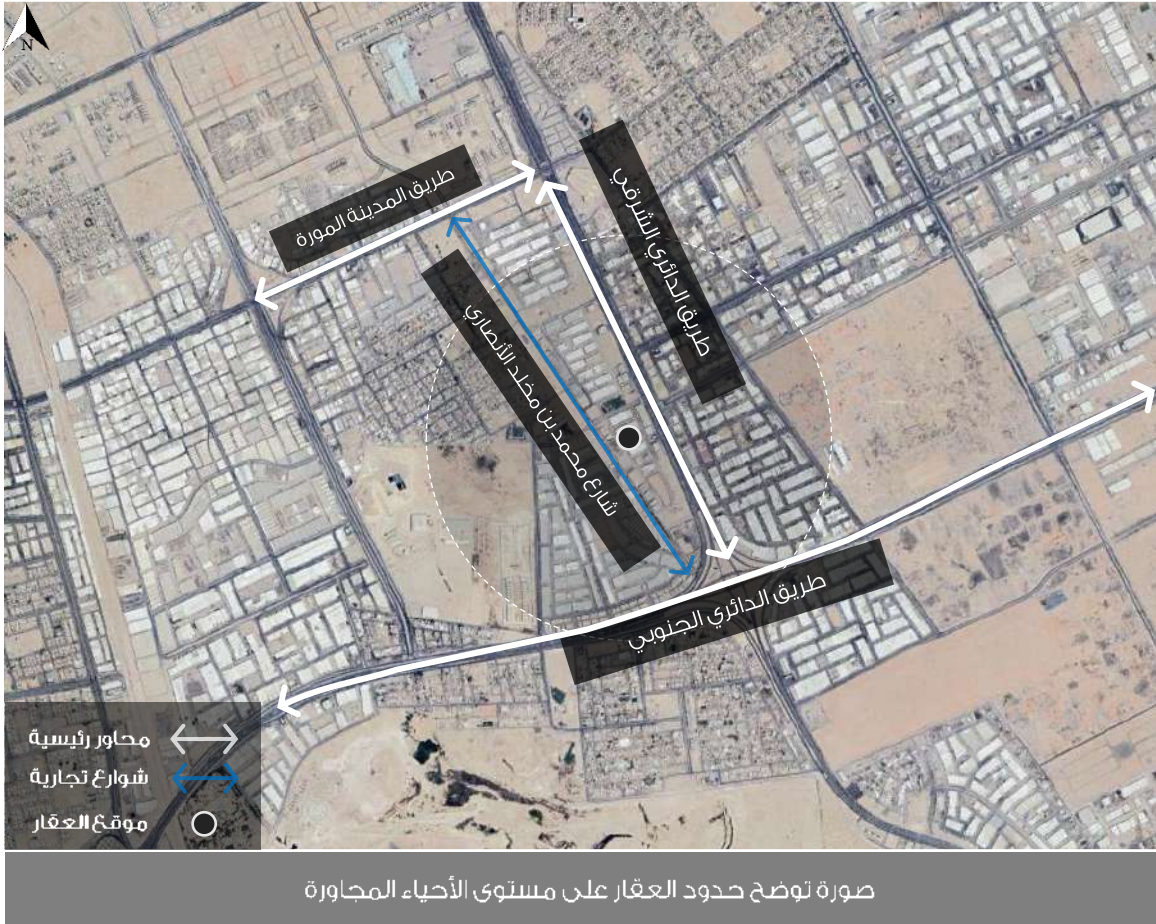 N
طريق المدينة المورة
طريق الدائري الشرقي
شارع محمد بن مخلد الأنصاري
طريق الدائري الجنوبي
محاور رئيسية
شوارع تجارية
موقع العقار
صورة توضح حدود العقار على مستوى الأحياء المجاورة